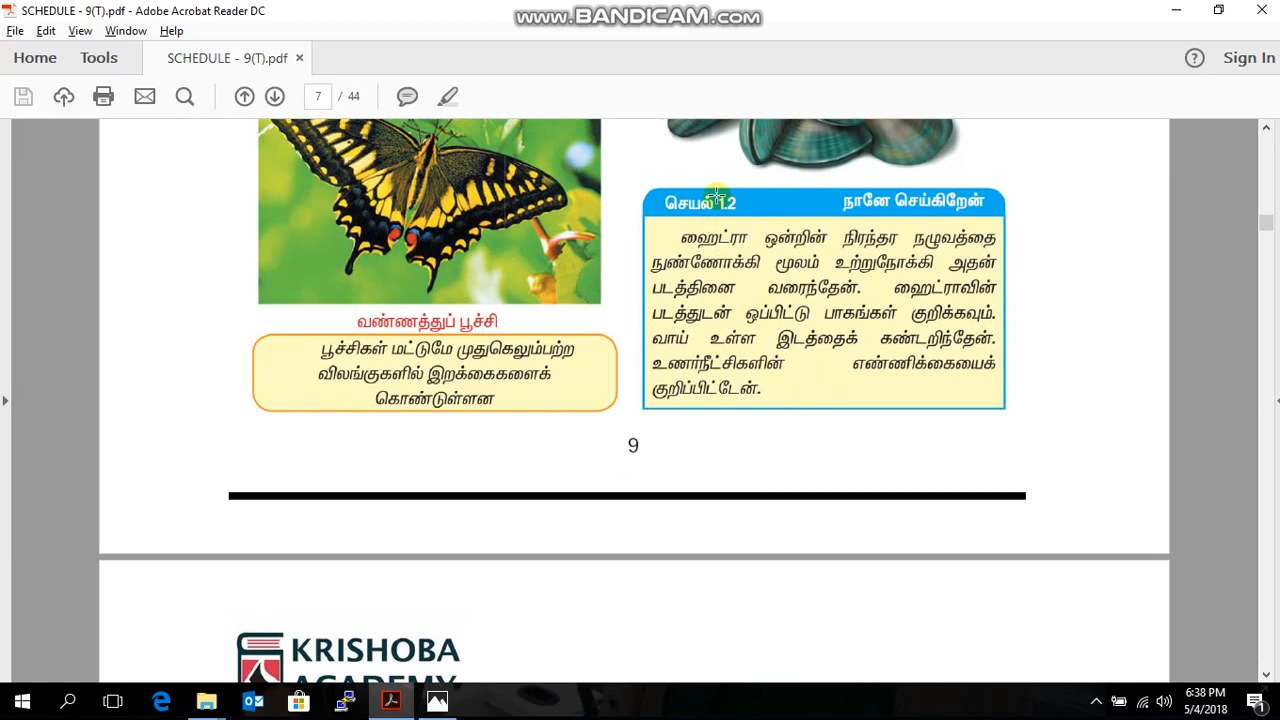 SCHEDULE - 9(T).pdf - Adobe Acrobat Reader DC
www.BANDICAM.com
File Edit View Window Help
Home Tools SCHEDULE - 9(T).pdf × Sign In
7 / 44
செயல் 1.2 நானே செய்கிறேன்
ஹைட்ரா ஒன்றின் நிரந்தர நழுவத்தை
நுண்ணோக்கி மூலம் உற்றுநோக்கி அதன்
படத்தினை வரைந்தேன். ஹைட்ராவின்
படத்துடன் ஒப்பிட்டு பாகங்கள் குறிக்கவும்.
வாய் உள்ள இடத்தைக் கண்டறிந்தேன்.
உணர்நீட்சிகளின் எண்ணிக்கையைக்
குறிப்பிட்டேன்.
வண்ணத்துப் பூச்சி
பூச்சிகள் மட்டுமே முதுகெலும்பற்ற
விலங்குகளில் இறக்கைகளைக்
கொண்டுள்ளன
9
KRISHOBA
ACADEMY
6:38 PM
5/4/2018